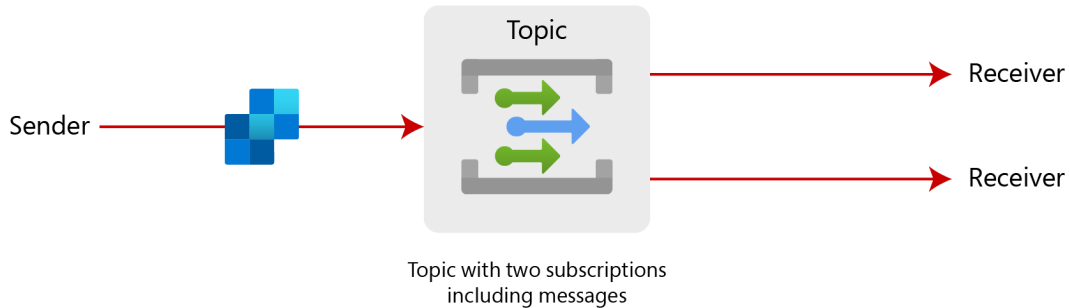 Topic
Sender
Receiver
Receiver
Topic with two subscriptions
including messages